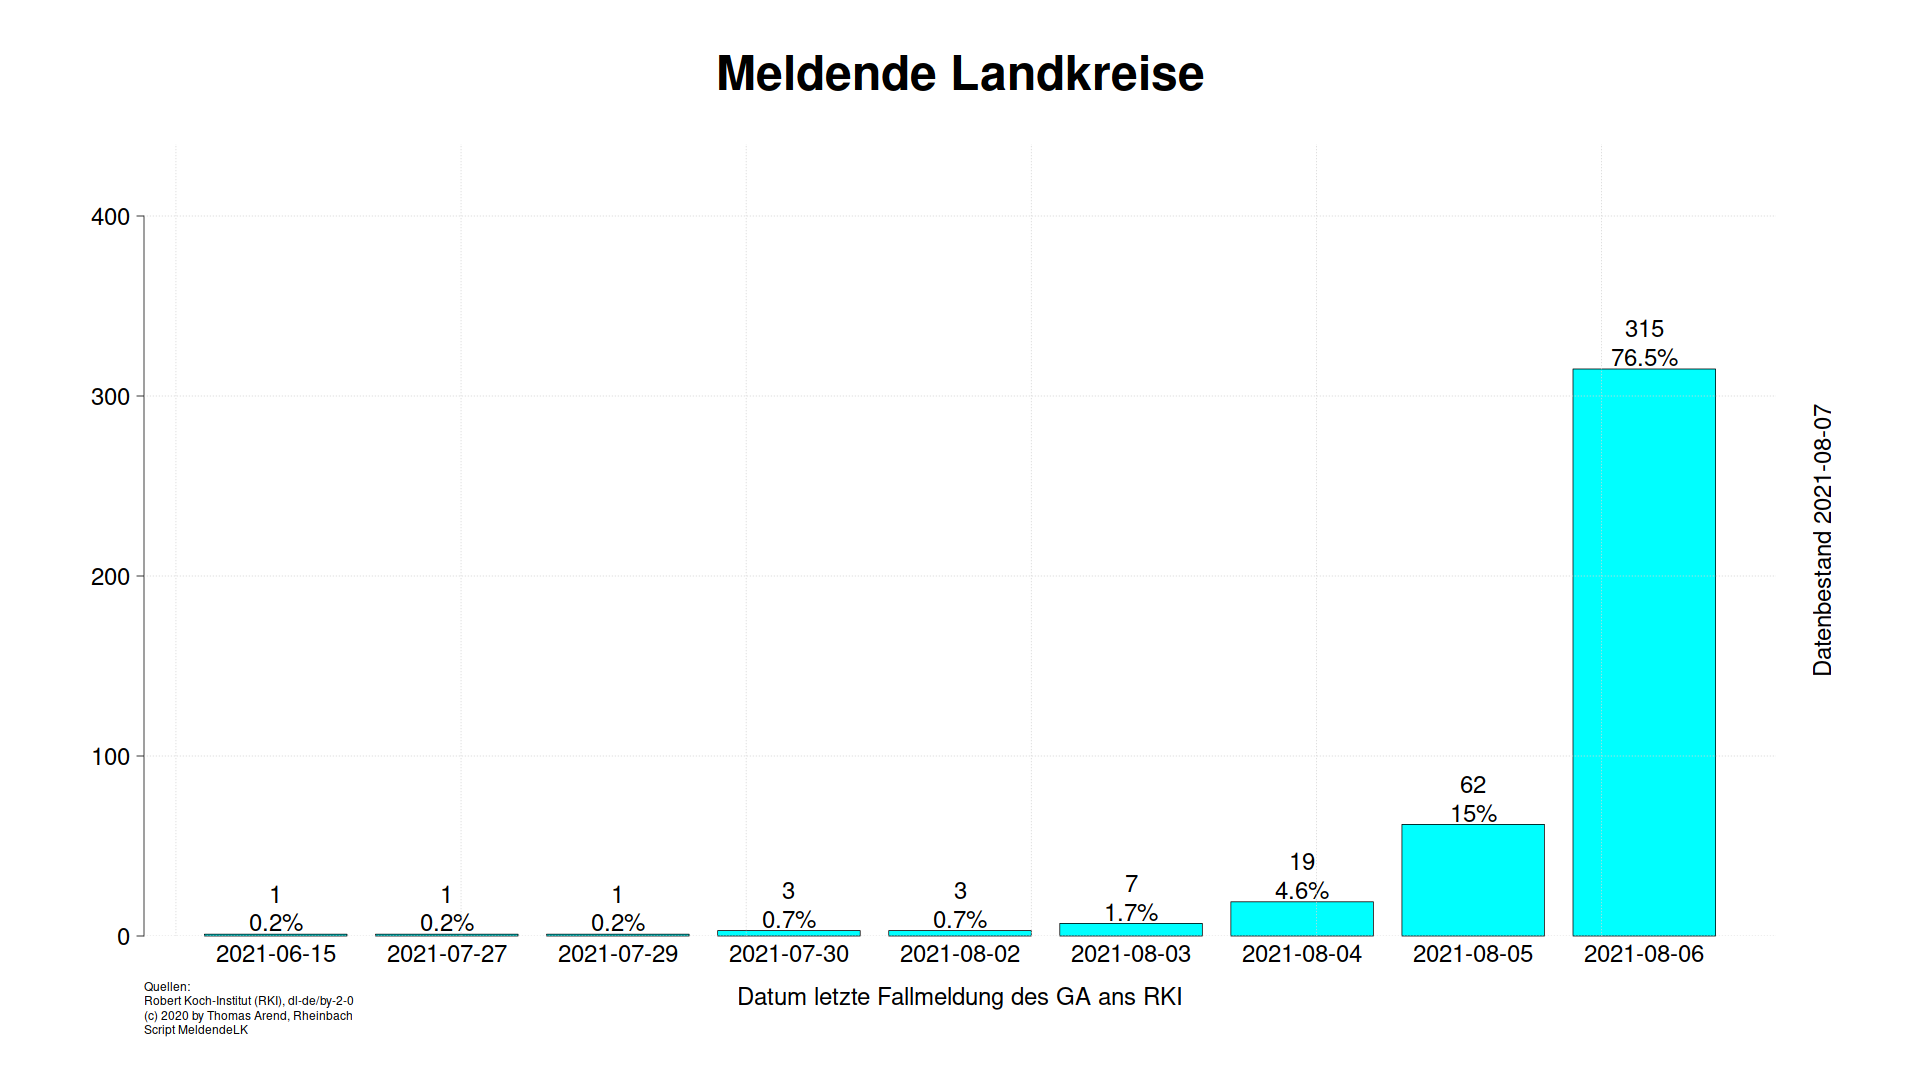 Meldende Landkreise
400
300
200
100
0
1
0.2%
1
0.2%
1
0.2%
3
0.7%
3
0.7%
7
1.7%
19
4.6%
62
15%
315
76.5%
2021-06-15 2021-07-27 2021-07-29 2021-07-30 2021-08-02 2021-08-03 2021-08-04 2021-08-05 2021-08-06
Datum letzte Fallmeldung des GA ans RKI
Datenbestand 2021-08-07
Quellen:
Robert Koch-Institut (RKI), dl-de/by-2-0
(c) 2020 by Thomas Arend, Rheinbach
Script MeldendeLK